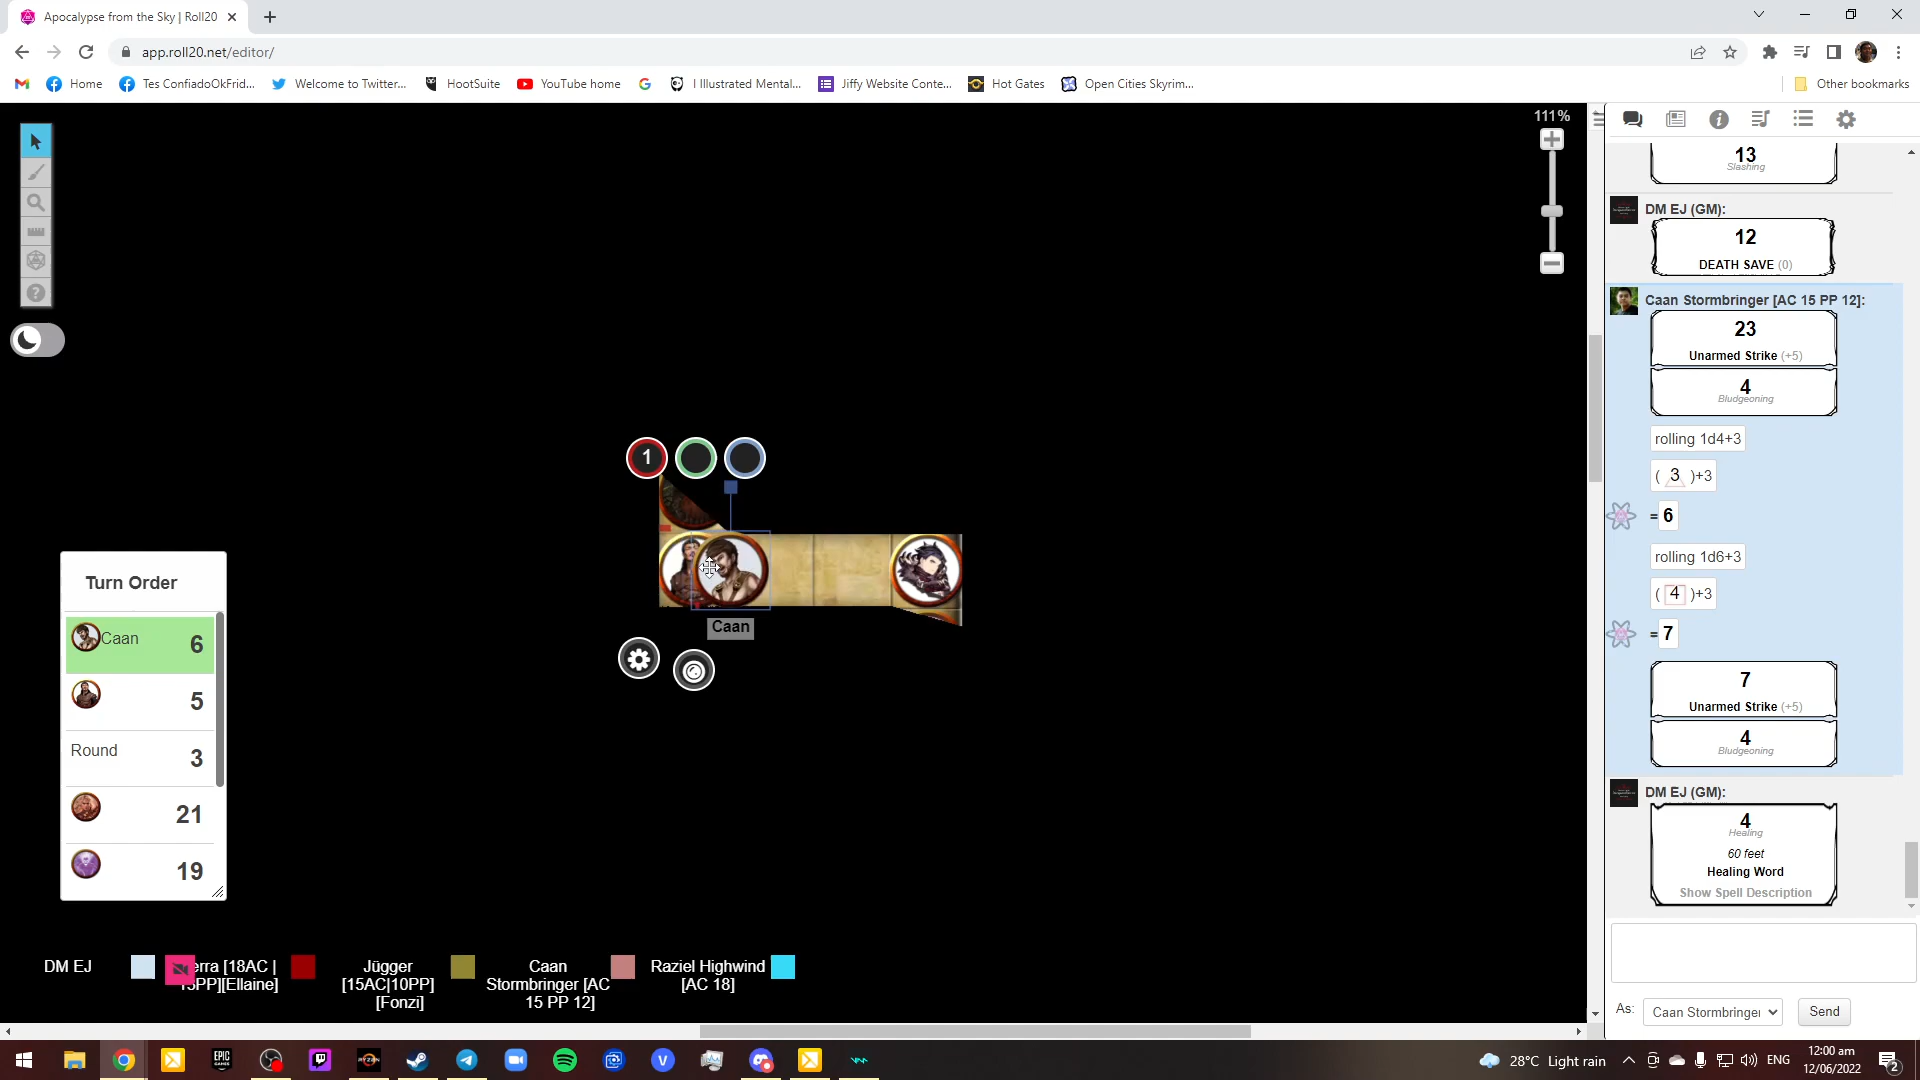 Apocalypse from the Sky | Roll20
app.roll20.net/editor/
Home
Tes ConfiadoOkFrid...
Welcome to Twitter...
HootSuite
YouTube home
I Illustrated Mental...
Jiffy Website Conte...
Hot Gates
Open Cities Skyrim...
Other bookmarks
111%
13
Slashing
DM EJ (GM):
12
DEATH SAVE (0)
Caan Stormbringer [AC 15 PP 12]:
23
Unarmed Strike (+5)
4
Bludgeoning
rolling 1d4+3
( 3 )+3
= 6
rolling 1d6+3
( 4 )+3
= 7
7
Unarmed Strike (+5)
4
Bludgeoning
DM EJ (GM):
4
Healing
60 feet
Healing Word
Show Spell Description
As:
Caan Stormbringer
Send
1
Caan
Turn Order
Caan 6
5
Round 3
21
19
DM EJ
erra [18AC |
15PP][Ellaine]
Jügger
[15AC|10PP]
[Fonzi]
Caan
Stormbringer [AC
15 PP 12]
Raziel Highwind
[AC 18]
EPIC
GAMES
RYZEN
28°C Light rain
ENG
12:00 am
12/06/2022
2